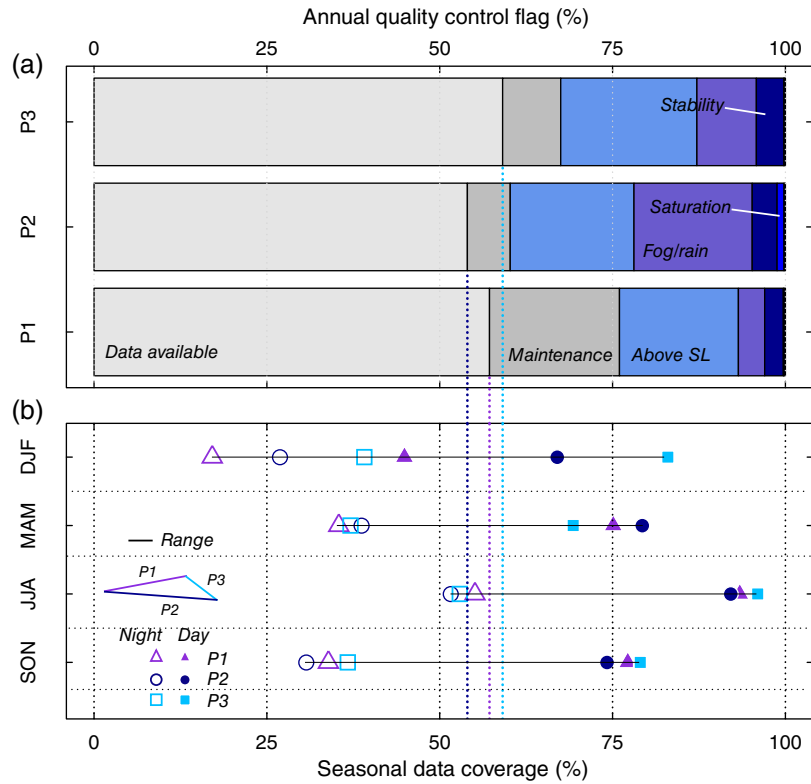 Annual quality control flag (%)
0 25 50 75 100
(a)
P3
Stability
P2
Saturation
Fog/rain
P1
Data available
Maintenance
Above SL
(b)
DJF
MAM
Range
JJA
P1
P3
P2
SON
Night Day
P1
P2
P3
0 25 50 75 100
Seasonal data coverage (%)